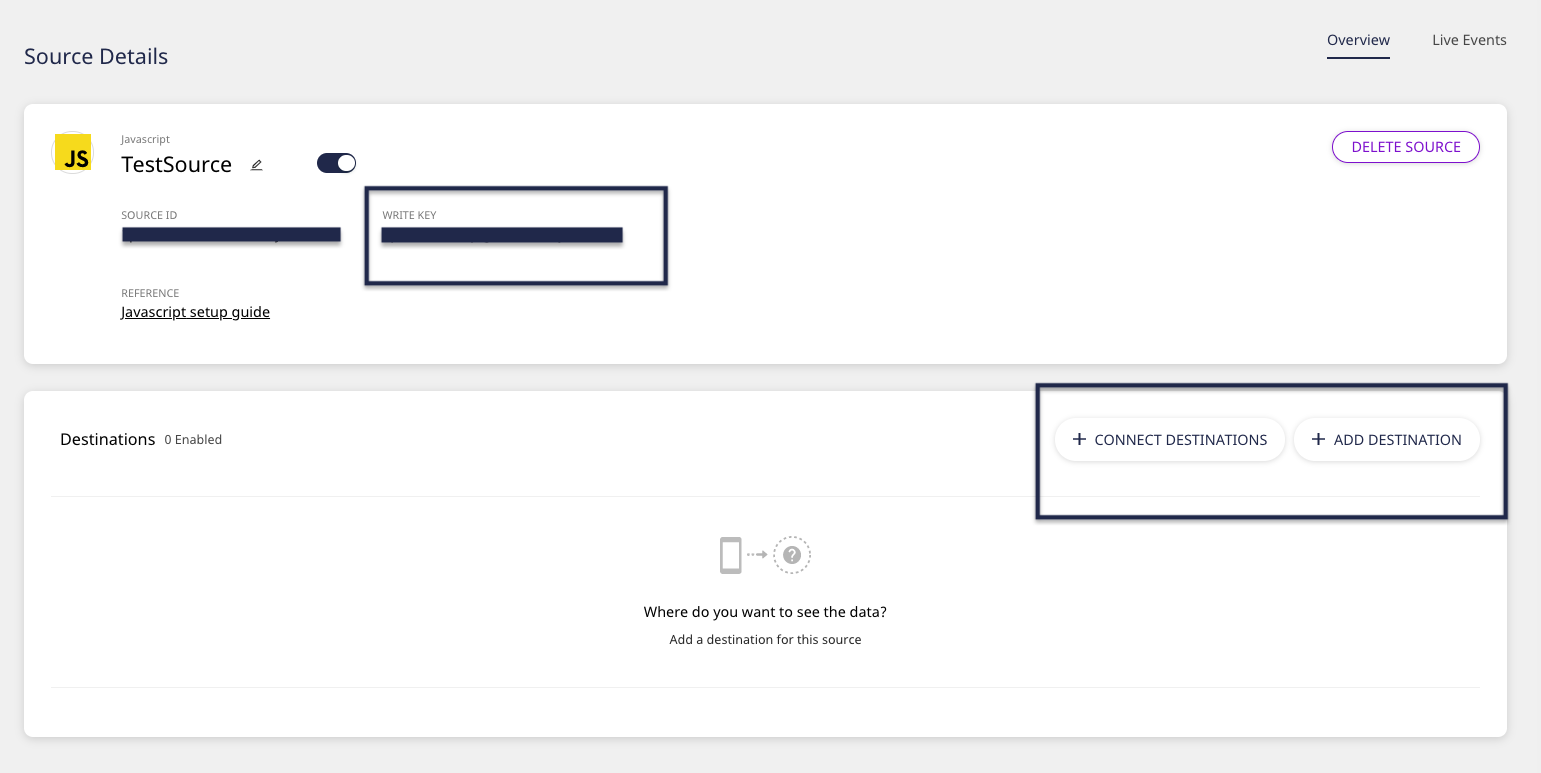 Overview Live Events
Source Details
JS
Javascript
TestSource
DELETE SOURCE
SOURCE ID WRITE KEY
REFERENCE
Javascript setup guide
Destinations 0 Enabled + CONNECT DESTINATIONS + ADD DESTINATION
?
Where do you want to see the data?
Add a destination for this source